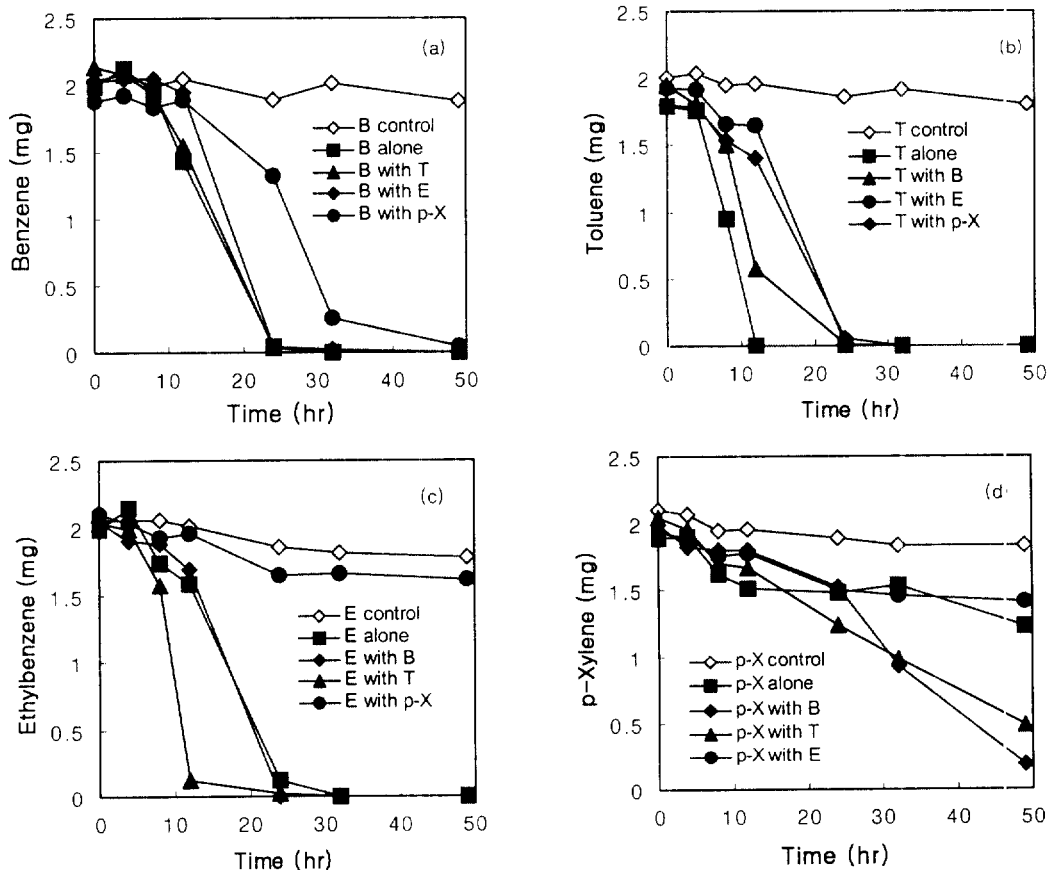 (a)
2.5
2
1.5
1
0.5
0
Benzene (mg)
B control
B alone
B with T
B with E
B with p-X
0 10 20 30 40 50
Time (hr)
(b)
2.5
2
1.5
1
0.5
0
Toluene (mg)
T control
T alone
T with B
T with E
T with p-X
0 10 20 30 40 50
Time (hr)
(c)
2.5
2
1.5
1
0.5
0
Ethylbenzene (mg)
E control
E alone
E with B
E with T
E with p-X
0 10 20 30 40 50
Time (hr)
(d)
2.5
2
1.5
1
0.5
0
p-Xylene (mg)
p-X control
p-X alone
p-X with B
p-X with T
p-X with E
0 10 20 30 40 50
Time (hr)